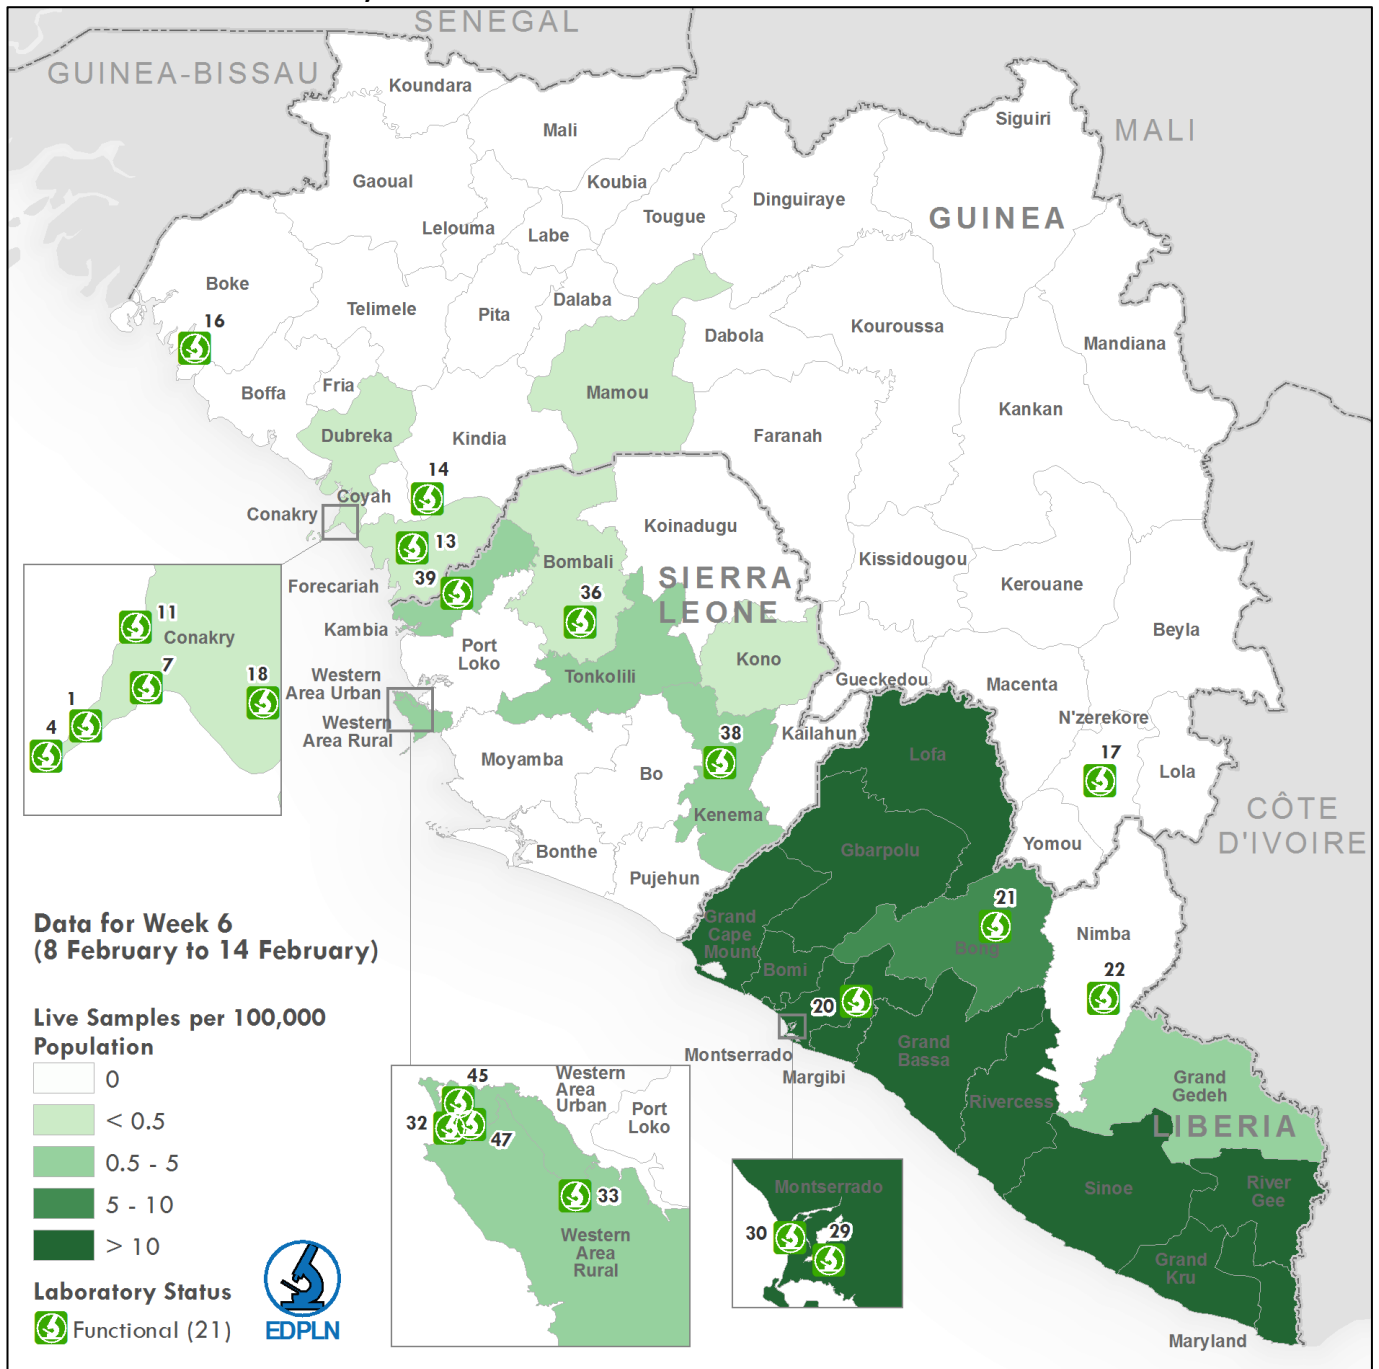 SENEGAL
GUINEA-BISSAU
Koundara
Siguiri
Mali
MALI
Gaoual
Koubia
Dinguiraye
Tougue
GUINEA
Lelouma
Labe
Boke
Dalaba
Telimele
Pita
16
Kouroussa
Dabola
Mandiana
Fria
Boffa
Mamou
Kankan
Dubreka
Kindia
Faranah
14
Coyah
Conakry
Koinadugu
13
Bombali
Kissidougou
39
SIERRA
LEONE
Kerouane
Forecariah
36
Kambia
Beyla
Port
Loko
Kono
Western
Area Urban
Tonkolili
Gueckedou
Macenta
Western
Area Rural
N'zerekore
Kailahun
38
17
Moyamba
Lofa
Bo
Lola
CÔTE
D'IVOIRE
Kenema
Yomou
Bonthe
Gbarpolu
Pujehun
21
Grand
Cape
Mount
Bong
Nimba
Bomi
22
20
Grand
Bassa
Montserrado
Margibi
Grand
Gedeh
Rivercess
LIBERIA
Sinoe
River
Gee
Grand
Kru
Maryland
11
Conakry
7
18
1
4
Data for Week 6
(8 February to 14 February)
Live Samples per 100,000
Population
0
< 0.5
0.5 - 5
5 - 10
> 10
Laboratory Status
Functional (21)
EDPLN
45
Western
Area
Urban
Port
Loko
32
47
33
Western
Area
Rural
Montserrado
30
29